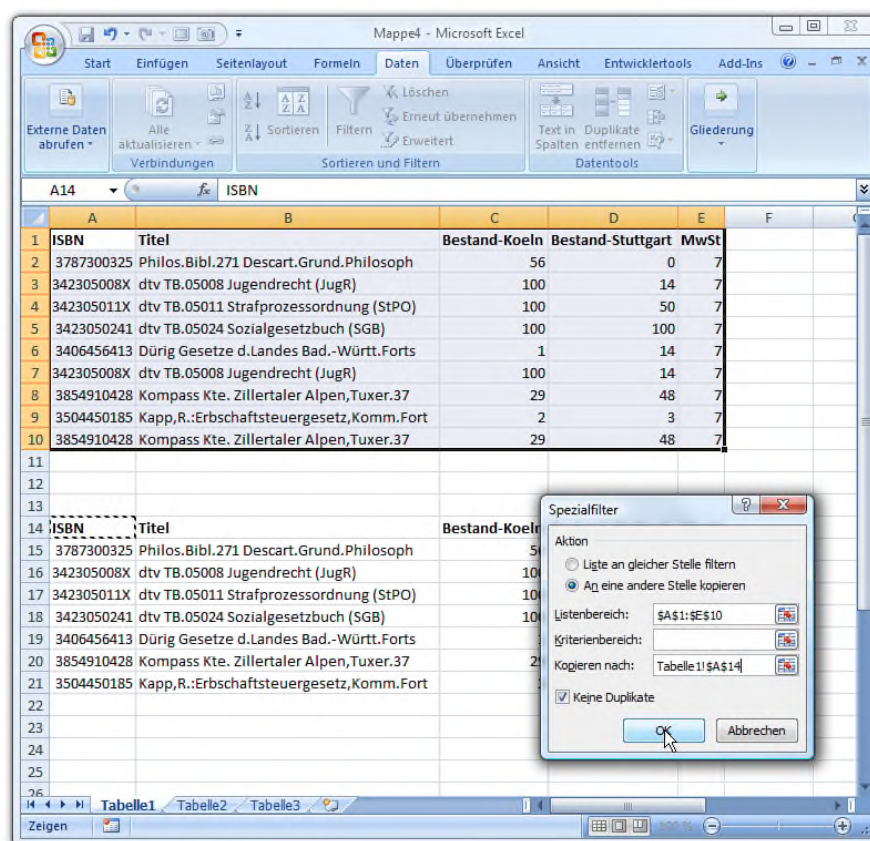 Mappe4 - Microsoft Excel
Start Einfügen Seitenlayout Formeln Daten Überprüfen Ansicht Entwicklertools Add-Ins
Externe Daten abrufen
Alle aktualisieren
Verbindungen
Sortieren
Filtern
Löschen
Erneut übernehmen
Erweitert
Sortieren und Filtern
Text in Spalten
Duplikate entfernen
Datentools
Gliederung
A14 fx ISBN
A B C D E F
1 ISBN Titel Bestand-Koeln Bestand-Stuttgart MwSt
2 3787300325 Philos.Bibl.271 Descart.Grund.Philosoph 56 0 7
3 342305008X dtv TB.05008 Jugendrecht (JugR) 100 14 7
4 342305011X dtv TB.05011 Strafprozessordnung (StPO) 100 50 7
5 3423050241 dtv TB.05024 Sozialgesetzbuch (SGB) 100 100 7
6 3406456413 Dürig Gesetze d.Landes Bad.-Württ.Forts 1 14 7
7 342305008X dtv TB.05008 Jugendrecht (JugR) 100 14 7
8 3854910428 Kompass Kte. Zillertaler Alpen,Tuxer.37 29 48 7
9 3504450185 Kapp,R.:Erbschaftsteuergesetz,Komm.Fort 2 3 7
10 3854910428 Kompass Kte. Zillertaler Alpen,Tuxer.37 29 48 7
11
12
13
14 ISBN Titel Bestand-Koeln
15 3787300325 Philos.Bibl.271 Descart.Grund.Philosoph
16 342305008X dtv TB.05008 Jugendrecht (JugR)
17 342305011X dtv TB.05011 Strafprozessordnung (StPO)
18 3423050241 dtv TB.05024 Sozialgesetzbuch (SGB)
19 3406456413 Dürig Gesetze d.Landes Bad.-Württ.Forts
20 3854910428 Kompass Kte. Zillertaler Alpen,Tuxer.37
21 3504450185 Kapp,R.:Erbschaftsteuergesetz,Komm.Fort
22
23
24
25
26
Spezialfilter
Aktion
Liste an gleicher Stelle filtern
An eine andere Stelle kopieren
Listenbereich: $A$1:$E$10
Kriterienbereich:
Kopieren nach: Tabelle1!$A$14
Keine Duplikate
OK Abbrechen
Tabelle1 Tabelle2 Tabelle3
Zeigen 100 %